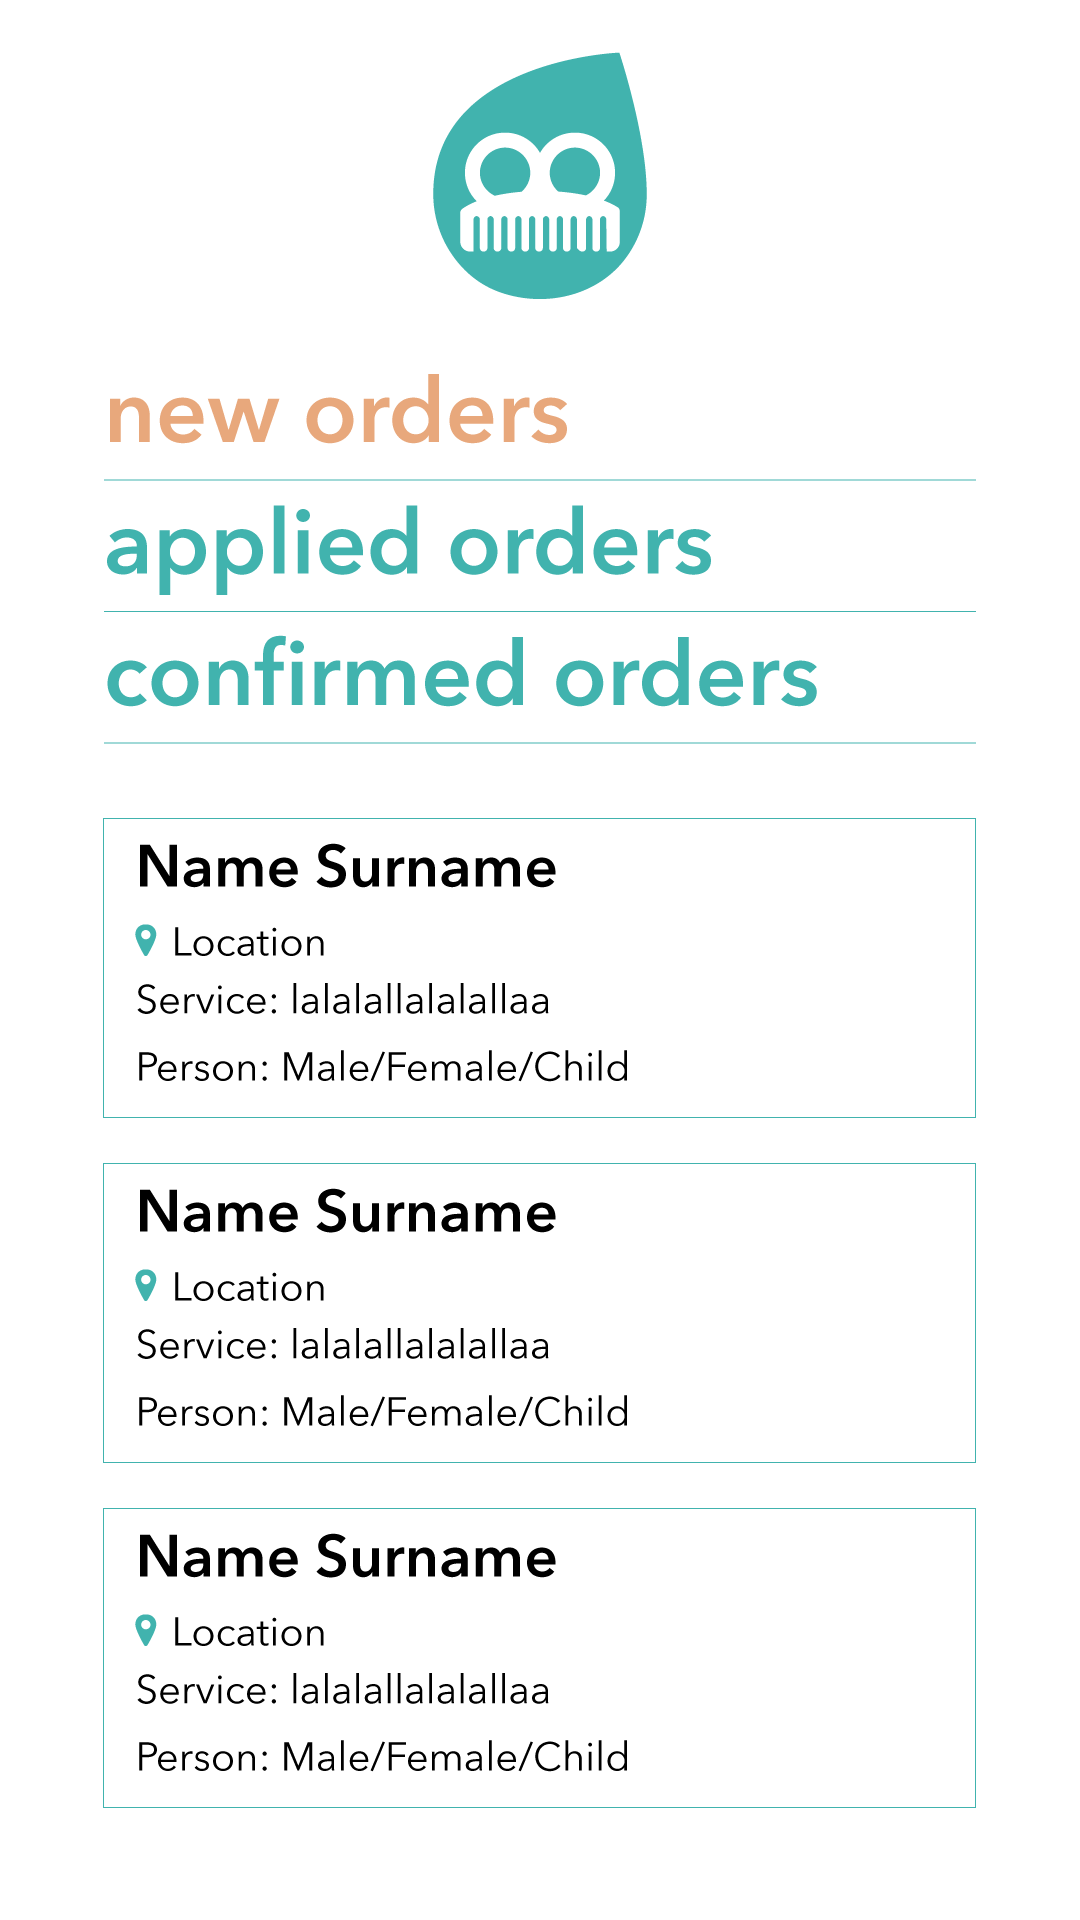 new orders
applied orders
confirmed orders
Name Surname
Location
Service: lalalallalalallaa
Person: Male/Female/Child
Name Surname
Location
Service: lalalallalalallaa
Person: Male/Female/Child
Name Surname
Location
Service: lalalallalalallaa
Person: Male/Female/Child